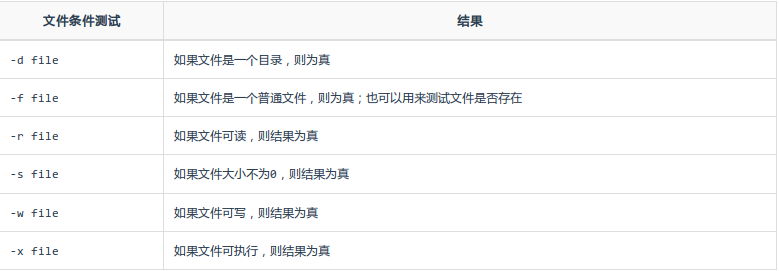 文件条件测试 结果
-d file 如果文件是一个目录，则为真
-f file 如果文件是一个普通文件，则为真；也可以用来测试文件是否存在
-r file 如果文件可读，则结果为真
-s file 如果文件大小不为0，则结果为真
-w file 如果文件可写，则结果为真
-x file 如果文件可执行，则结果为真